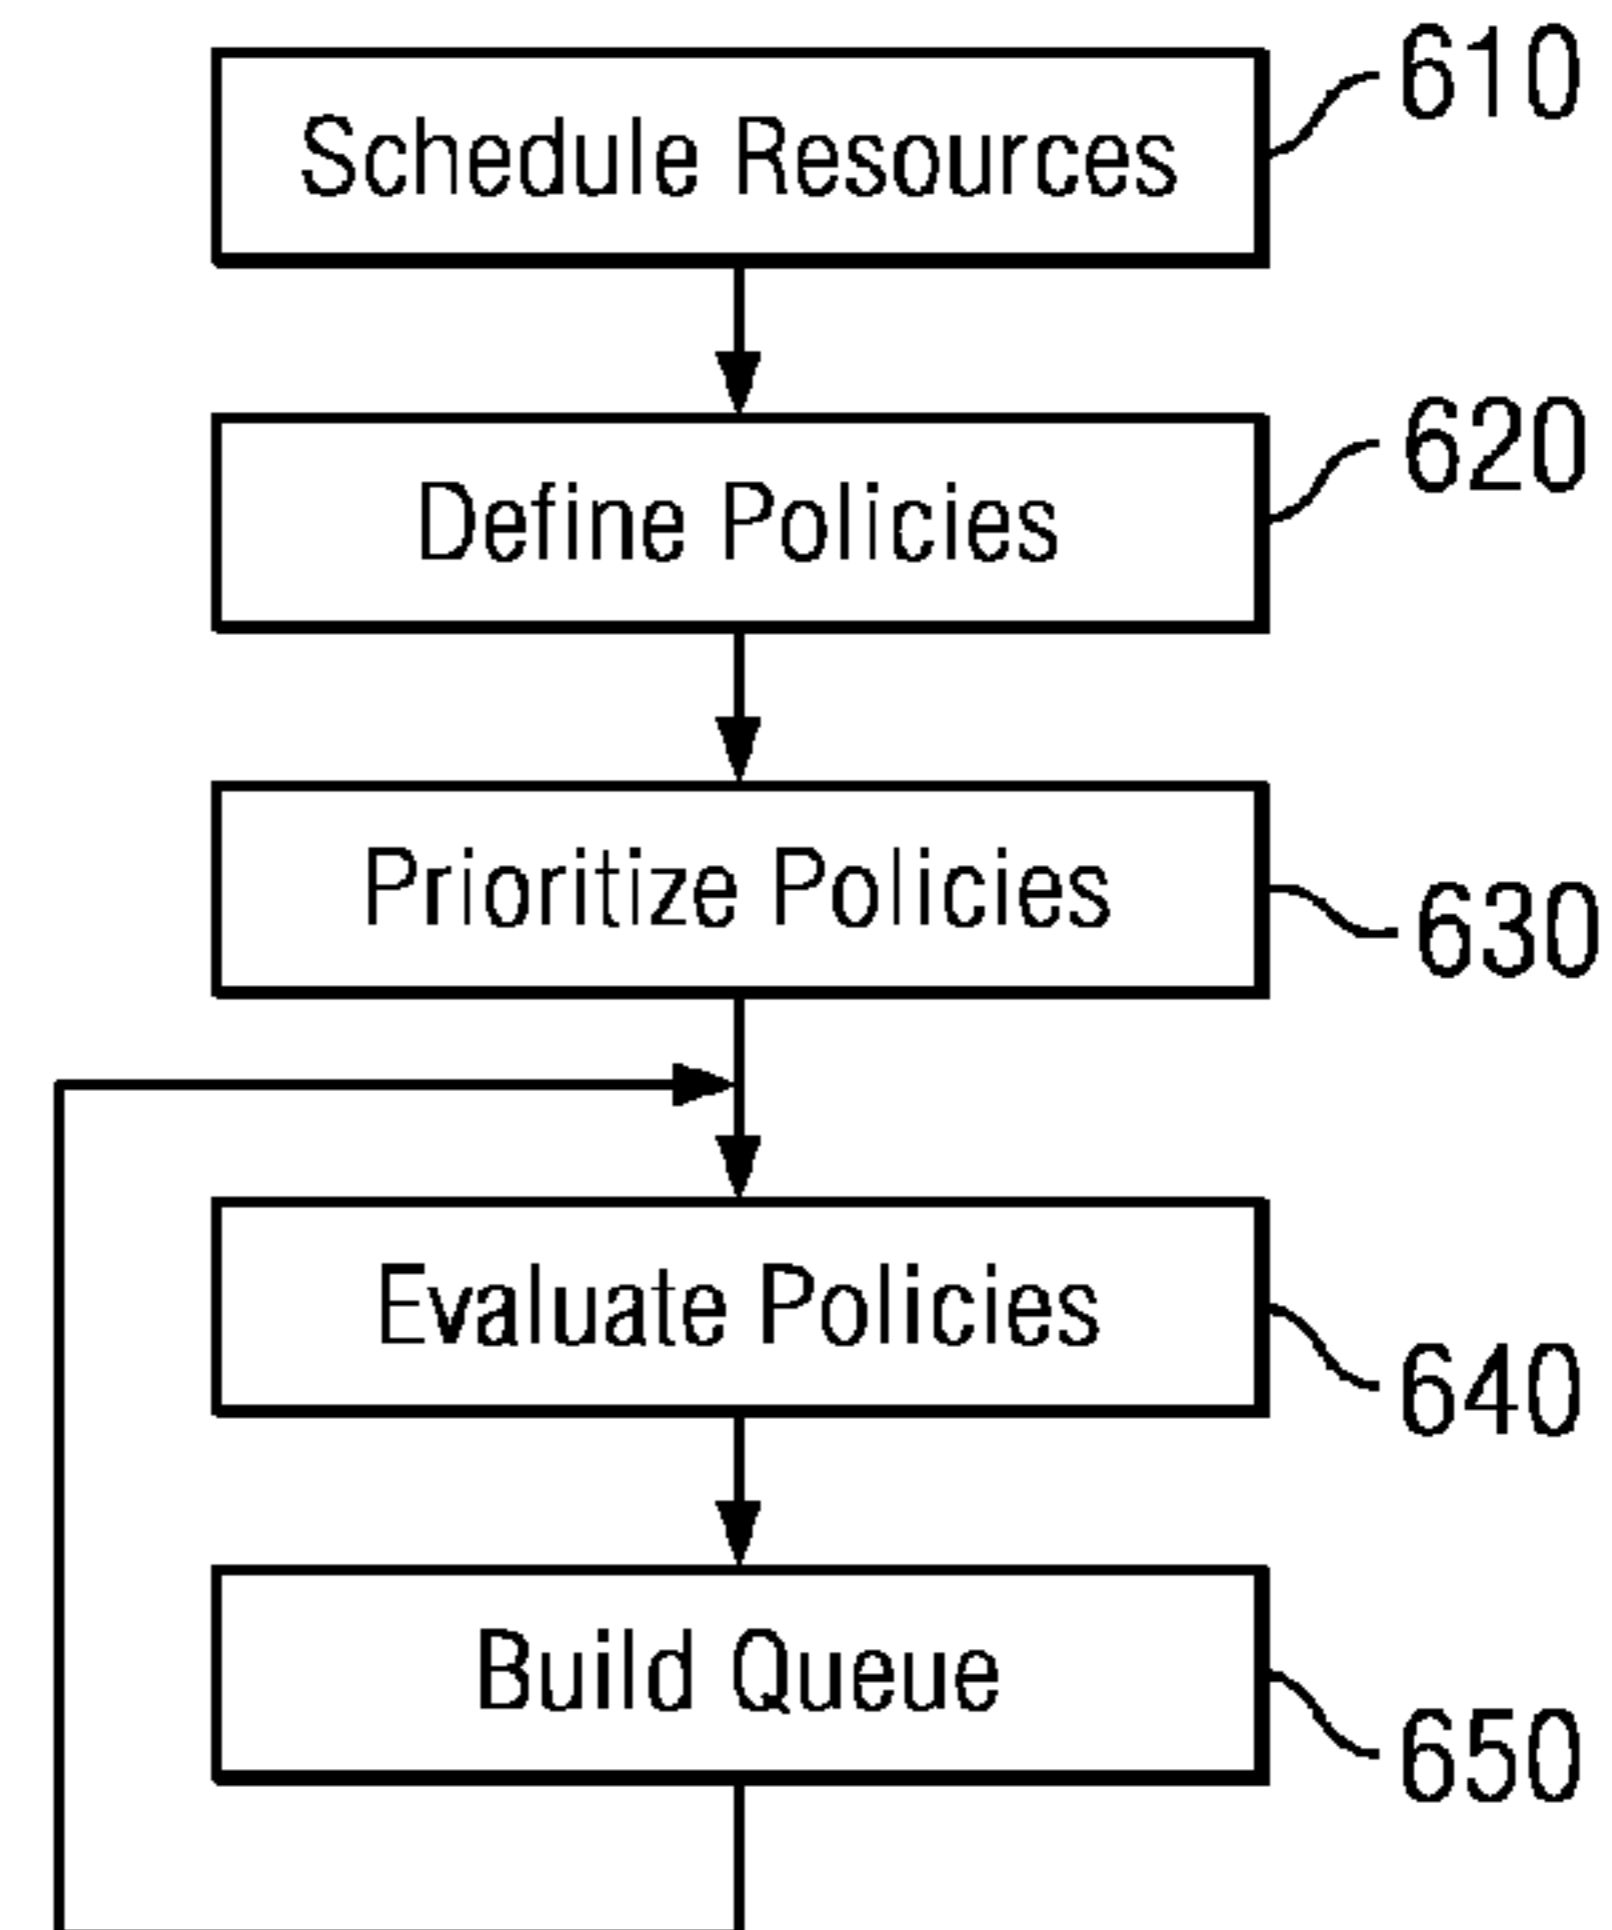 Schedule Resources
610
Define Policies
620
Prioritize Policies
630
Evaluate Policies
640
Build Queue
650